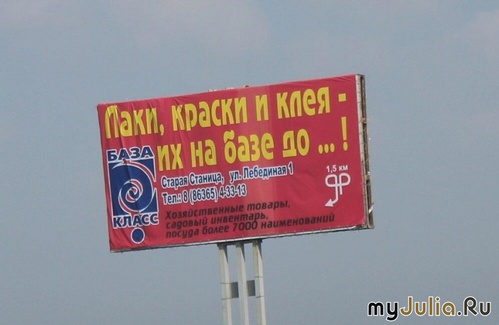 Лаки, краски и клея -
их на базе до ... !
БАЗА
КЛАСС
Старая Станица, ул. Лебединая 1
Тел.: 8 (86365) 4-33-13
1,5 км
Хозяйственные товары,
садовый инвентарь,
посуда более 7000 наименований
myJulia.Ru